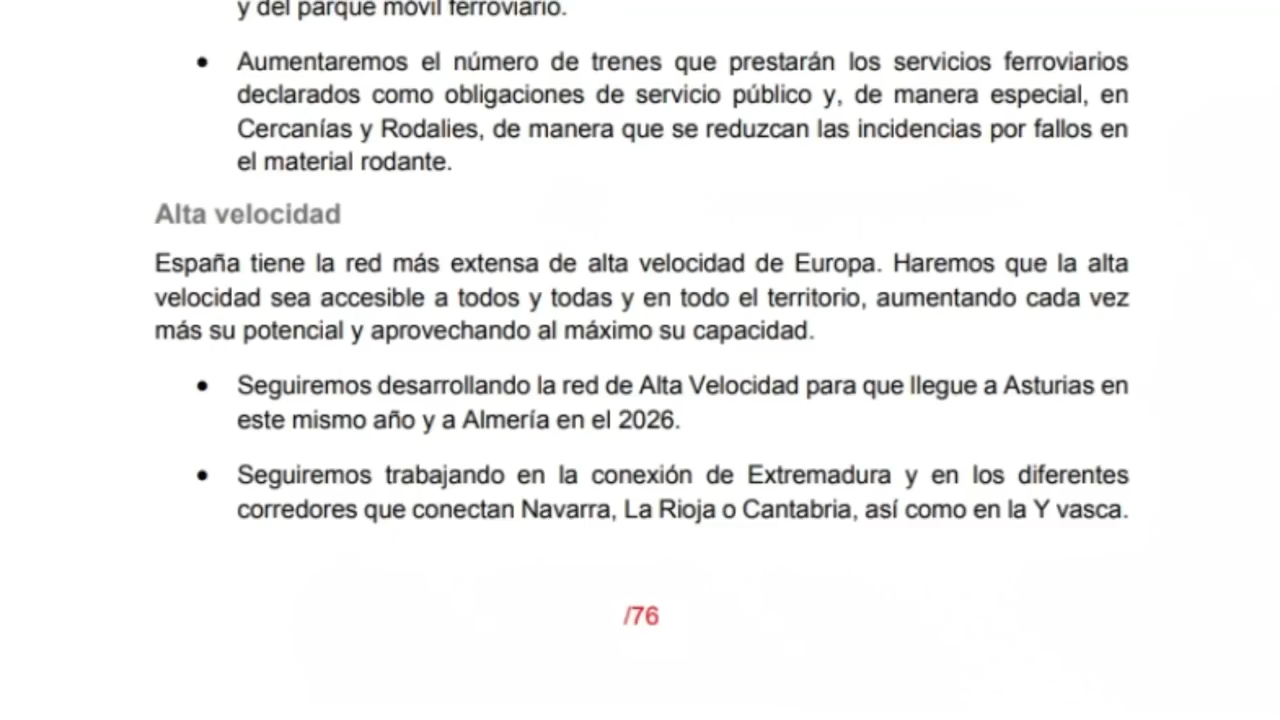 y del parque móvil ferroviario.
• Aumentaremos el número de trenes que prestarán los servicios ferroviarios
declarados como obligaciones de servicio público y, de manera especial, en
Cercanías y Rodalies, de manera que se reduzcan las incidencias por fallos en
el material rodante.
Alta velocidad
España tiene la red más extensa de alta velocidad de Europa. Haremos que la alta
velocidad sea accesible a todos y todas y en todo el territorio, aumentando cada vez
más su potencial y aprovechando al máximo su capacidad.
• Seguiremos desarrollando la red de Alta Velocidad para que llegue a Asturias en
este mismo año y a Almería en el 2026.
• Seguiremos trabajando en la conexión de Extremadura y en los diferentes
corredores que conectan Navarra, La Rioja o Cantabria, así como en la Y vasca.
/76